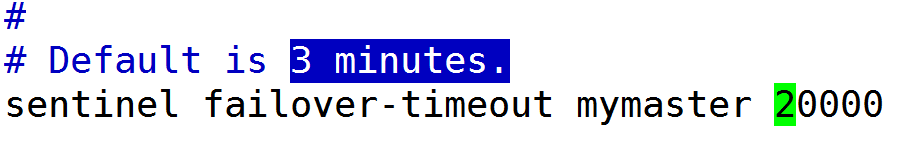 #
# Default is 3 minutes.
sentinel failover-timeout mymaster 20000